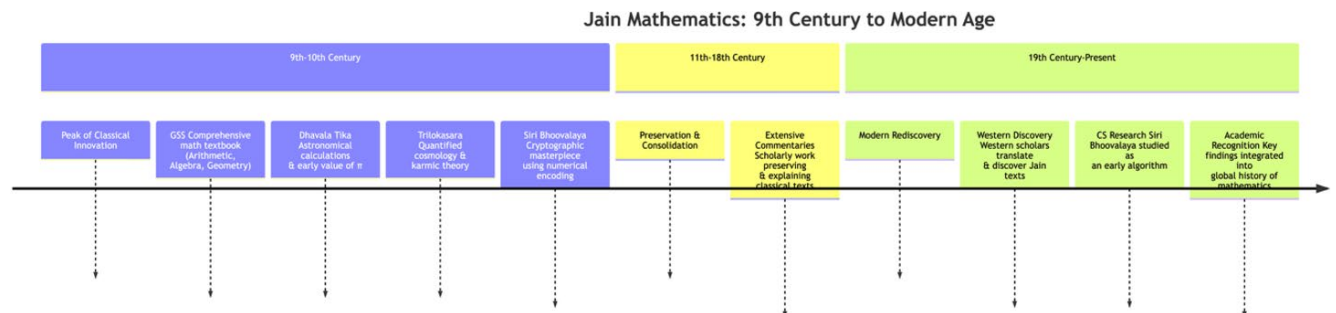 Jain Mathematics: 9th Century to Modern Age
9th-10th Century
11th-18th Century
19th Century-Present
Peak of Classical
Innovation
GSS Comprehensive
math textbook
(Arithmetic,
Algebra, Geometry)
Dhavala Tika
Astronomical
calculations
& early value of π
Trilokasara
Quantified
cosmology &
karmic theory
Siri Bhoovalaya
Cryptographic
masterpiece
using numerical
encoding
Preservation &
Consolidation
Extensive
Commentaries
Scholarly work
preserving
& explaining
classical texts
Modern Rediscovery
Western Discovery
Western scholars
translate
& discover Jain
texts
CS Research Siri
Bhoovalaya studied
as
an early algorithm
Academic
Recognition Key
findings integrated
into
global history of
mathematics